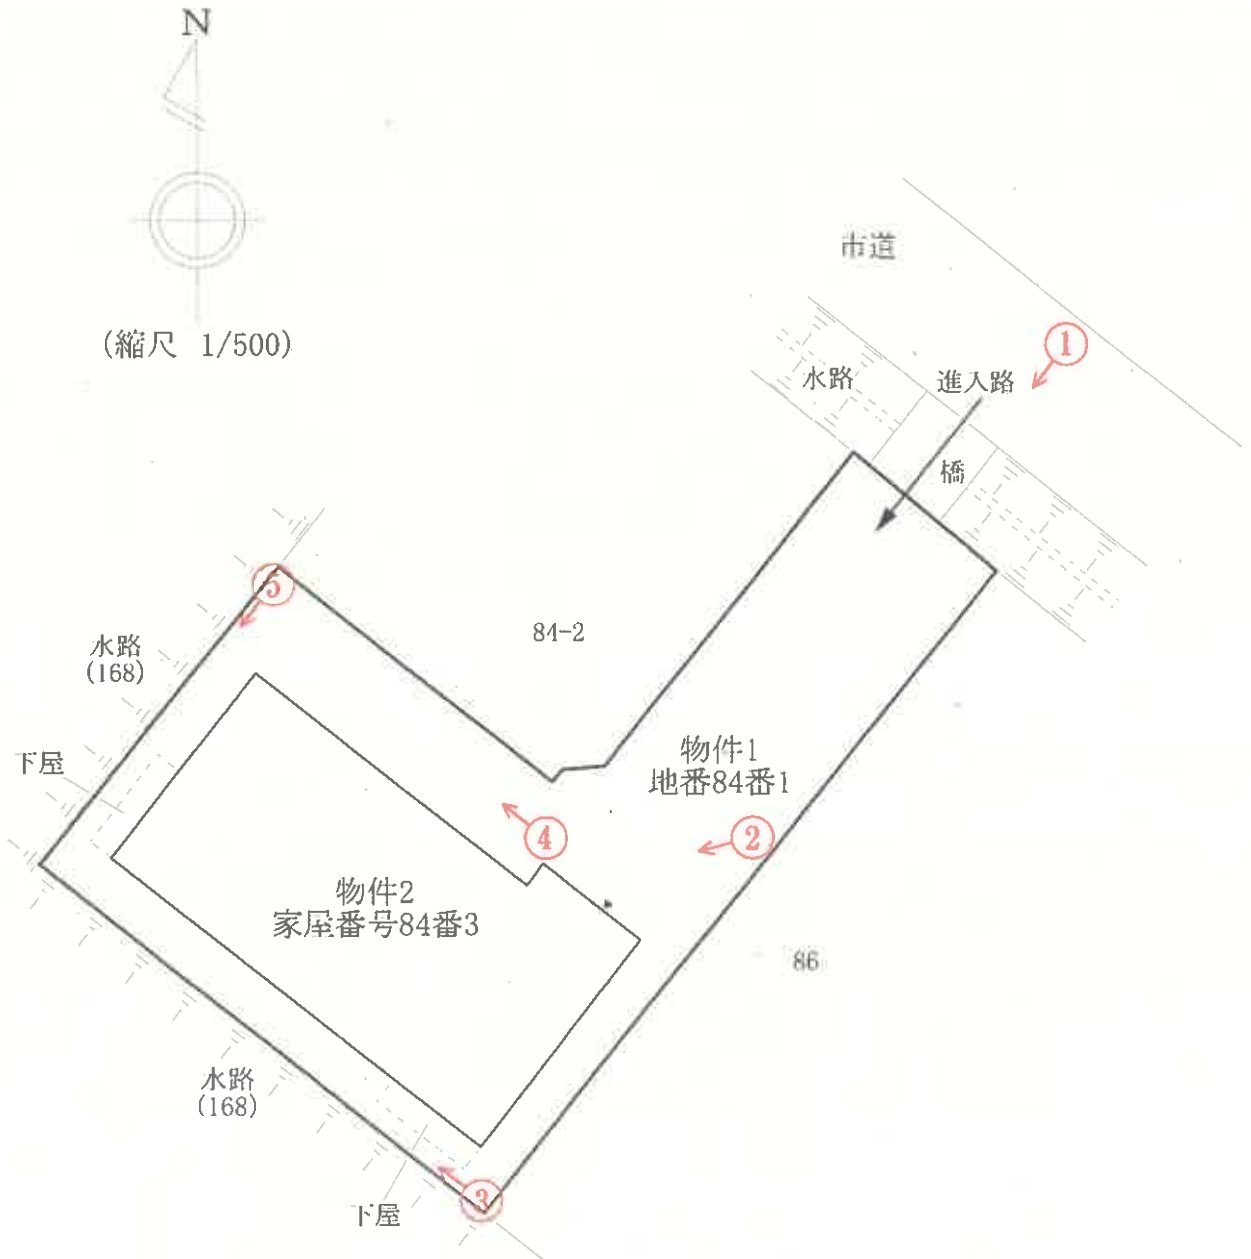 N
(縮尺 1/500)
市道
①
水路
進入路
橋
⑤
84-2
水路
(168)
下屋
物件1
地番84番1
④
②
物件2
家屋番号84番3
86
水路
(168)
③
下屋